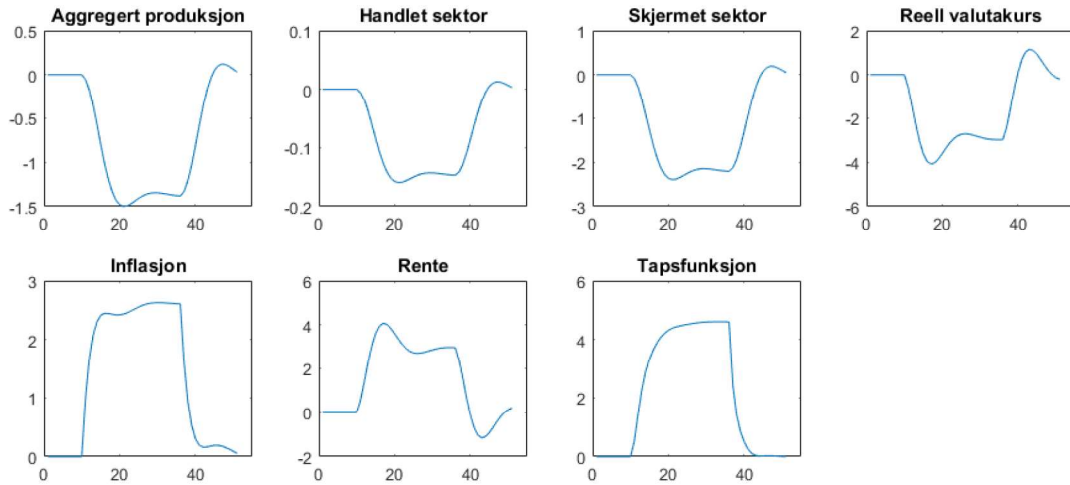 Aggregert produksjon
0.5
0
-0.5
-1
-1.5
0 20 40
Handlet sektor
0.1
0
-0.1
-0.2
0 20 40
Skjermet sektor
1
0
-1
-2
-3
0 20 40
Reell valutakurs
2
0
-2
-4
-6
0 20 40
Inflasjon
3
2
1
0
0 20 40
Rente
6
4
2
0
-2
0 20 40
Tapsfunksjon
6
4
2
0
0 20 40